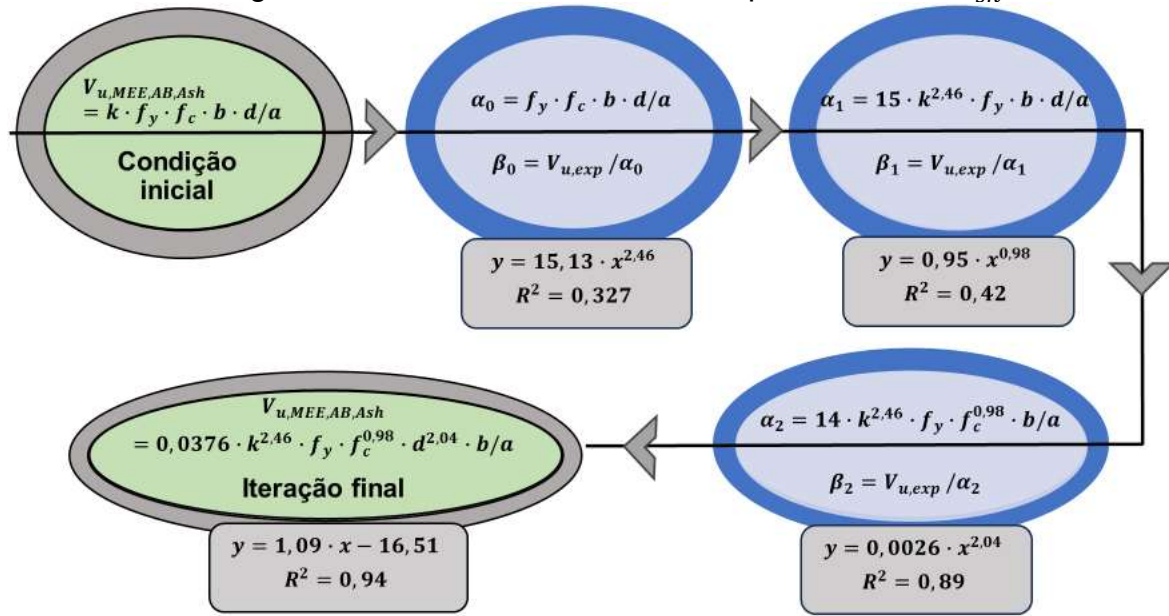 V_{u,MEE,AB,Ash}
= k · f_y · f_c · b · d/a
Condição
inicial
α_0 = f_y · f_c · b · d/a
β_0 = V_{u,exp}/α_0
y = 15,13 · x^{2,46}
R^2 = 0,327
α_1 = 15 · k^{2,46} · f_y · b · d/a
β_1 = V_{u,exp}/α_1
y = 0,95 · x^{0,98}
R^2 = 0,42
α_2 = 14 · k^{2,46} · f_y · f_c^{0,98} · b/a
β_2 = V_{u,exp}/α_2
y = 0,0026 · x^{2,04}
R^2 = 0,89
V_{u,MEE,AB,Ash}
= 0,0376 · k^{2,46} · f_y · f_c^{0,98} · d^{2,04} · b/a
Iteração final
y = 1,09 · x − 16,51
R^2 = 0,94